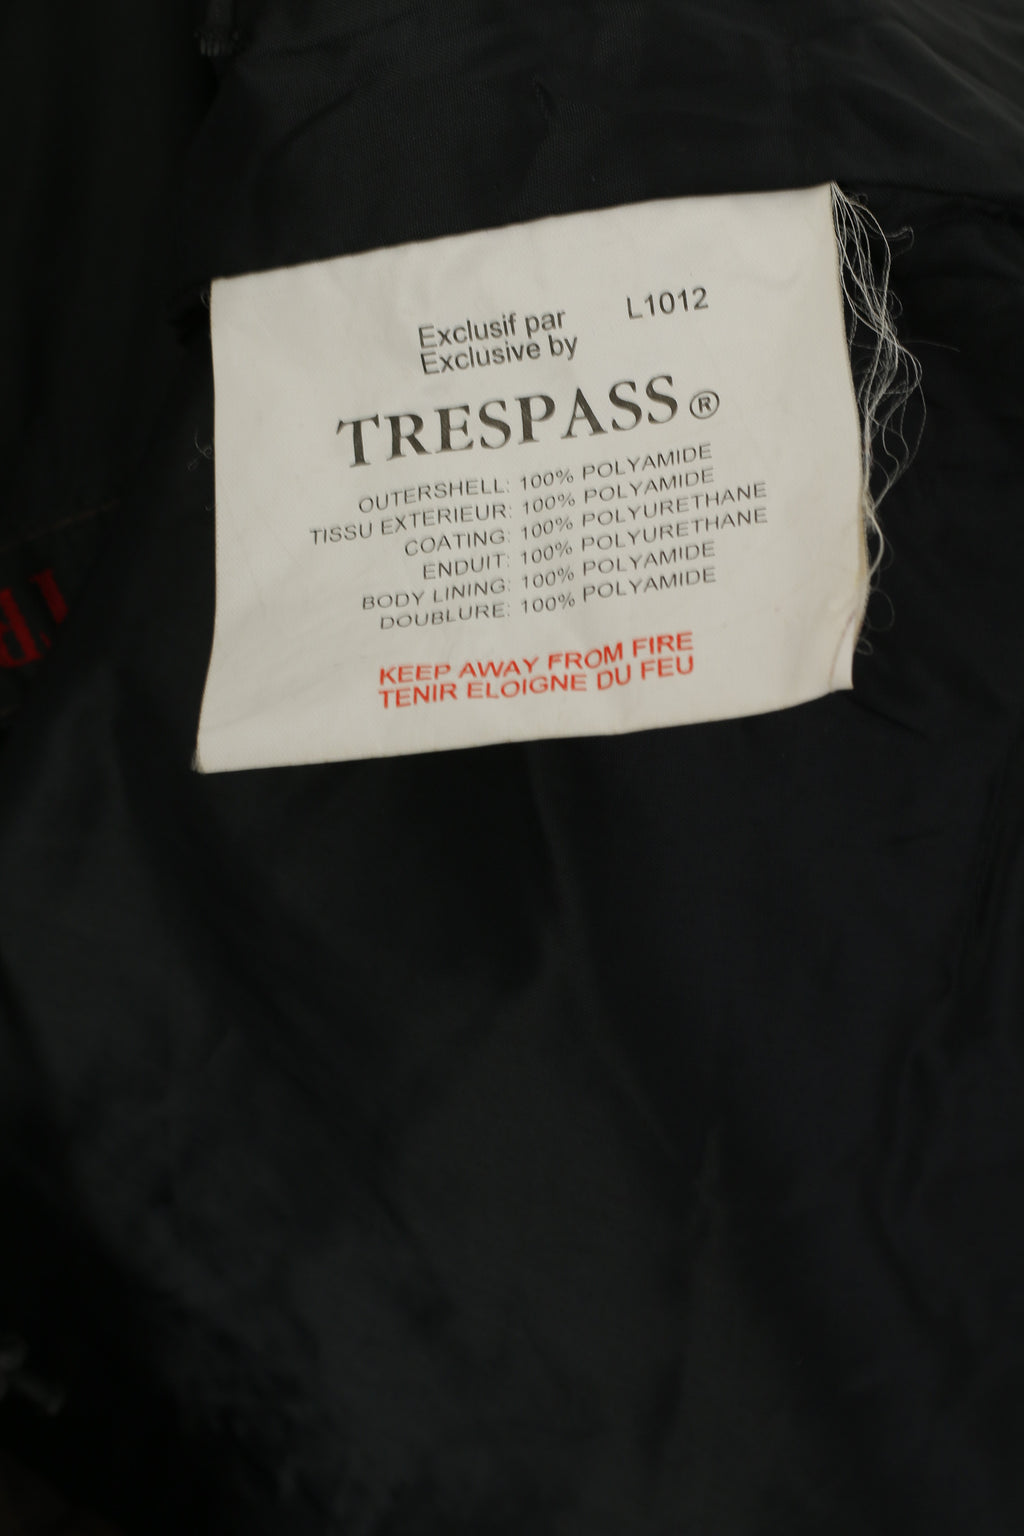 Exclusif par
Exclusive by
L1012
TRESPASS®
OUTERSHELL: 100% POLYAMIDE
TISSU EXTERIEUR: 100% POLYAMIDE
COATING: 100% POLYURETHANE
ENDUIT: 100% POLYURETHANE
BODY LINING: 100% POLYAMIDE
DOUBLURE: 100% POLYAMIDE
KEEP AWAY FROM FIRE
TENIR ELOIGNE DU FEU